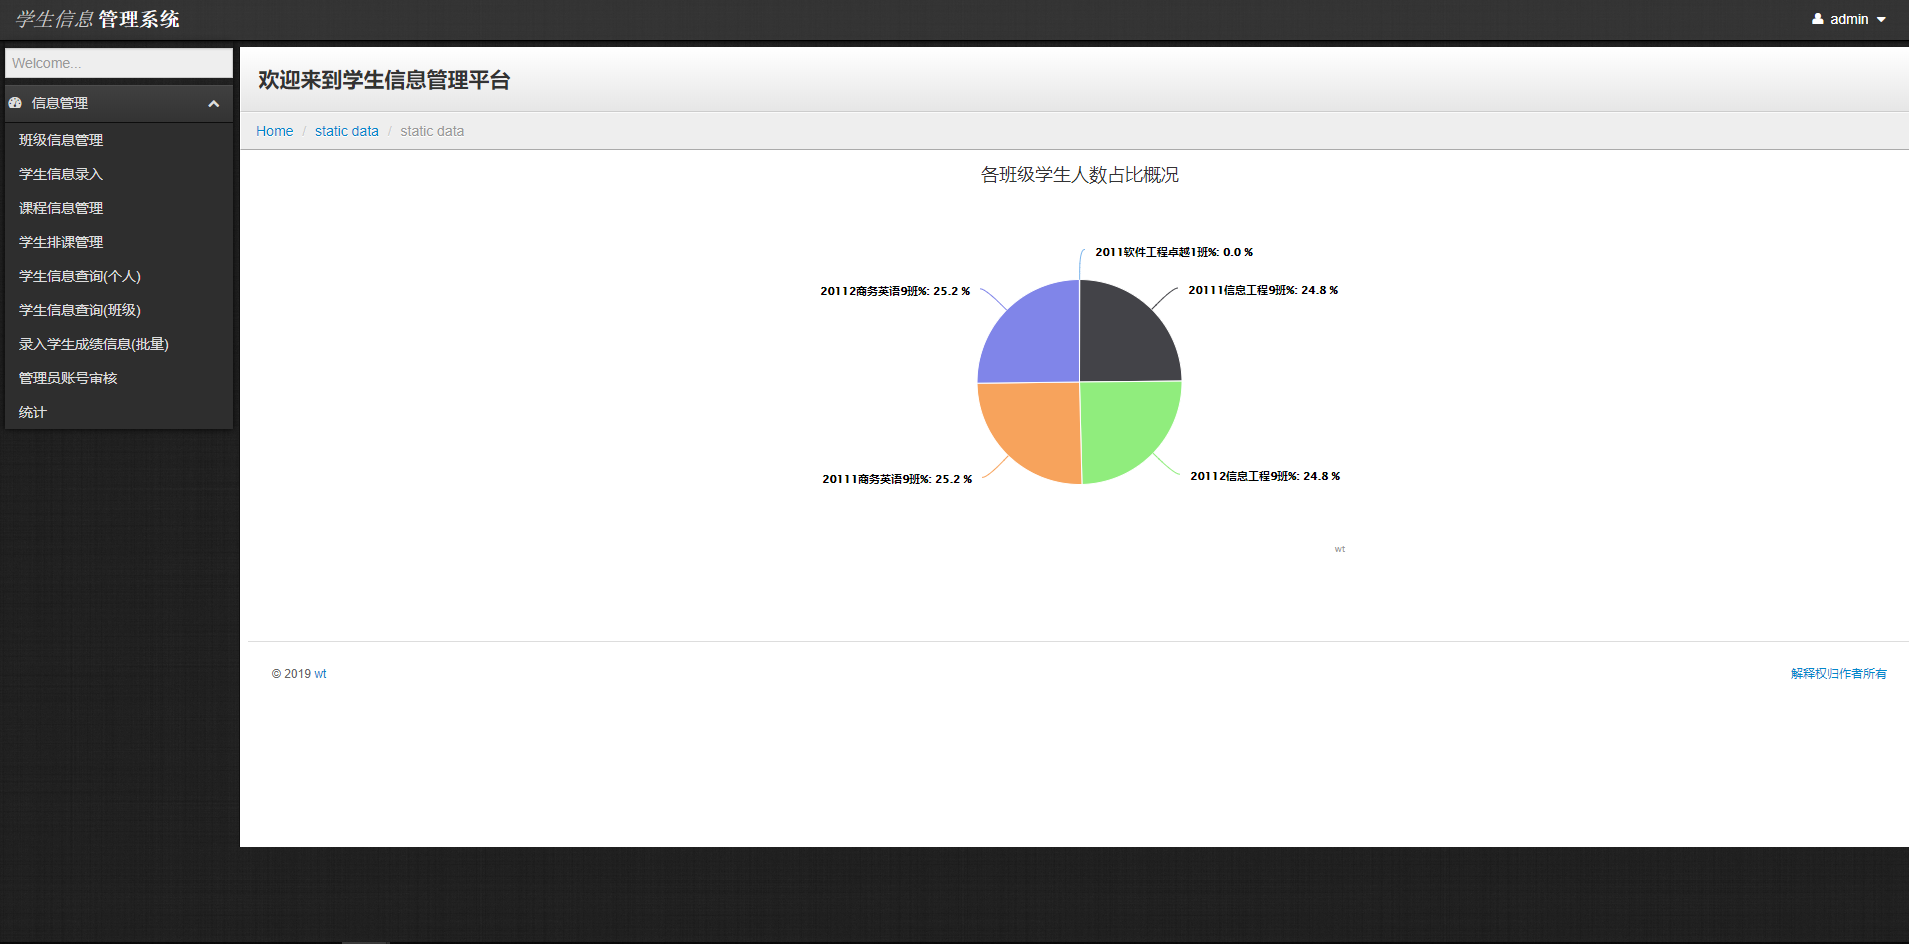 学生信息 管理系统
admin
Welcome...
信息管理
班级信息管理
学生信息录入
课程信息管理
学生排课管理
学生信息查询(个人)
学生信息查询(班级)
录入学生成绩信息(批量)
管理员账号审核
统计
欢迎来到学生信息管理平台
Home / static data / static data
各班级学生人数占比概况
2011软件工程卓越1班%: 0.0 %
20112商务英语9班%: 25.2 %
20111信息工程9班%: 24.8 %
20111商务英语9班%: 25.2 %
20112信息工程9班%: 24.8 %
wt
© 2019 wt
解释权归作者所有